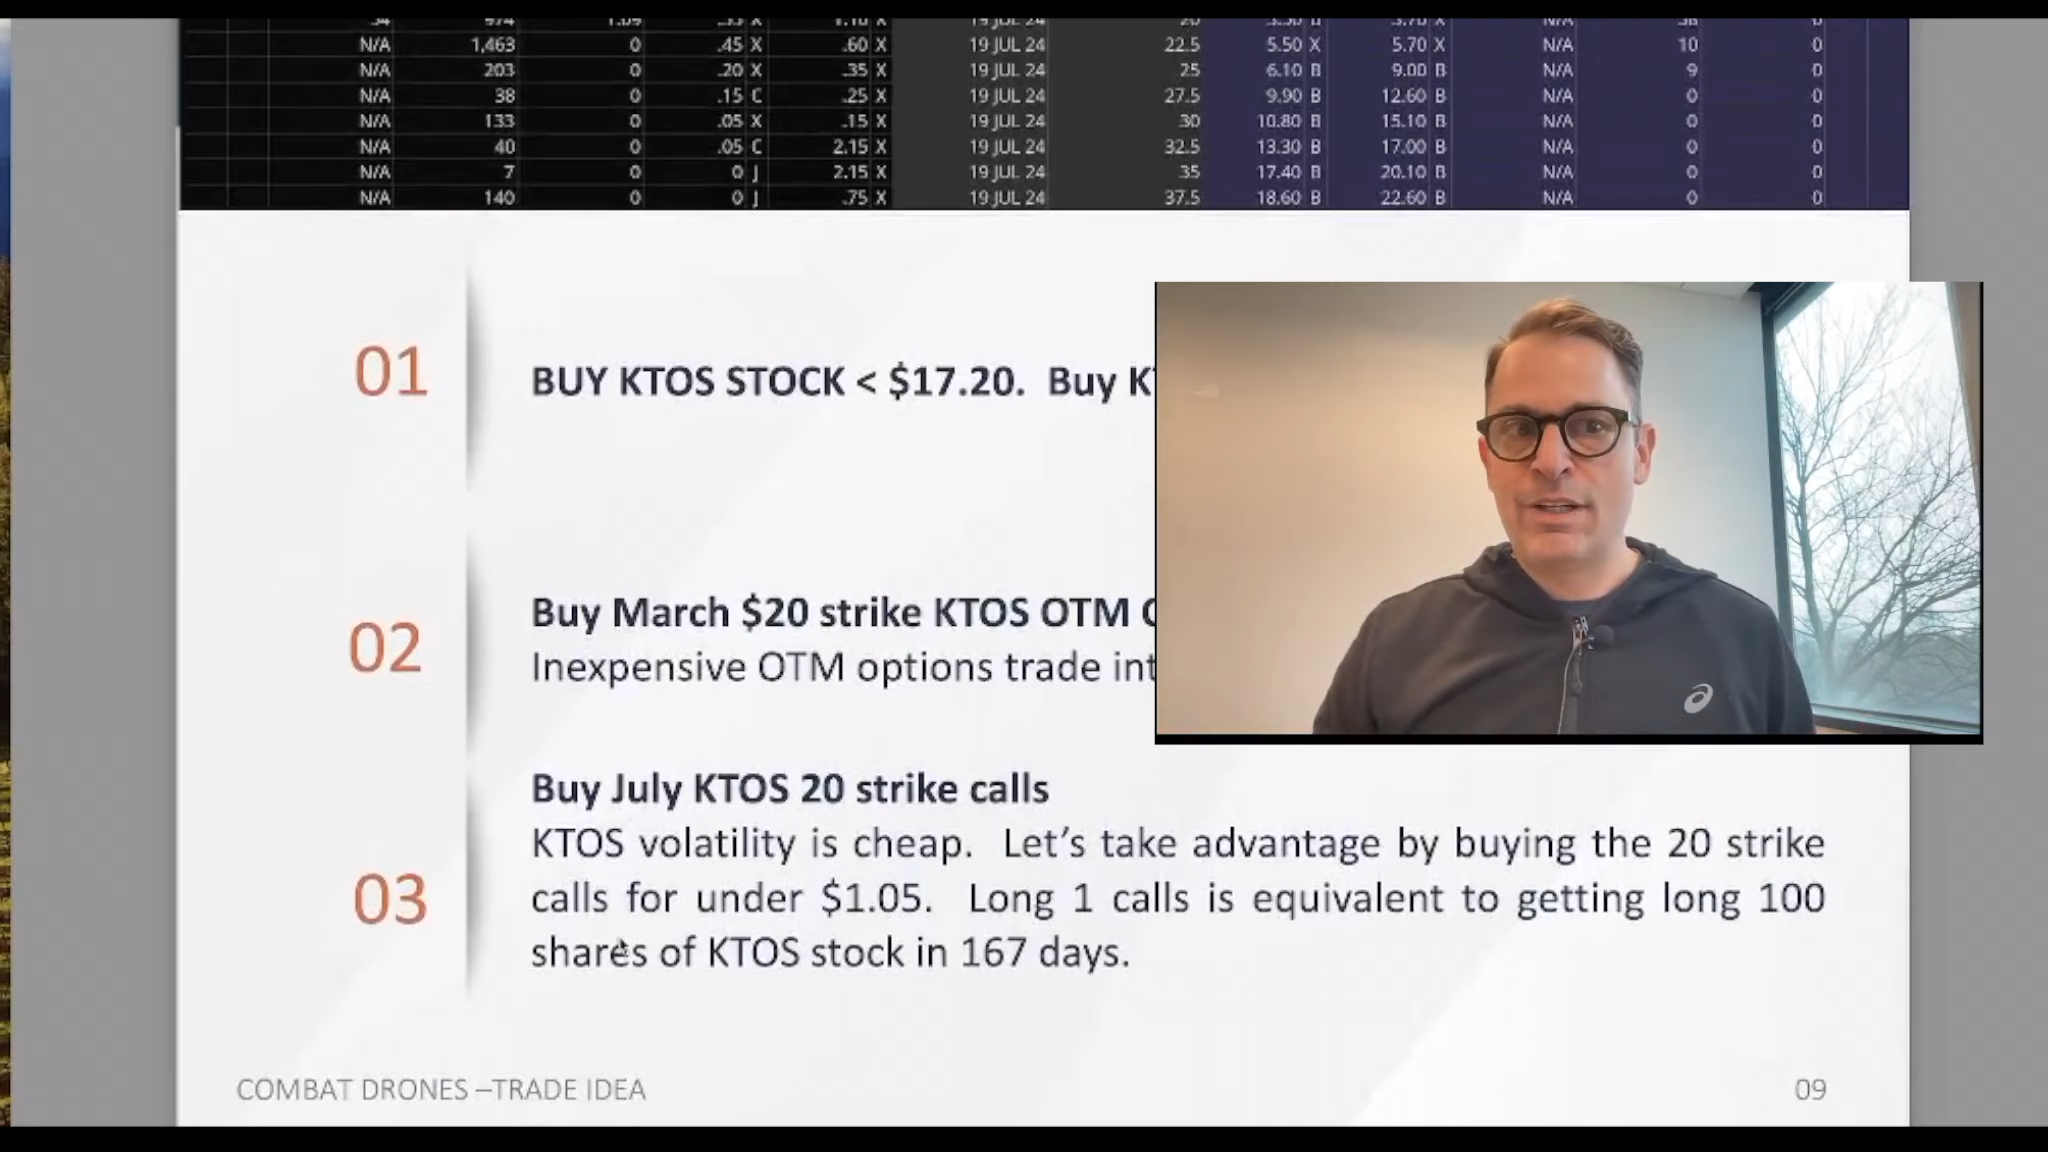 N/A 1,463 0 .45 X .60 X 19 JUL 24 22.5 5.50 X 5.70 X N/A 10 0
N/A 203 0 .20 X .35 X 19 JUL 24 25 6.10 B 9.00 B N/A 9 0
N/A 38 0 .15 C .25 X 19 JUL 24 27.5 9.90 B 12.60 B N/A 0 0
N/A 133 0 .05 X .15 X 19 JUL 24 30 10.80 B 15.10 B N/A 0 0
N/A 40 0 .05 C 2.15 X 19 JUL 24 32.5 13.30 B 17.00 B N/A 0 0
N/A 7 0 0 J 2.15 X 19 JUL 24 35 17.40 B 20.10 B N/A 0 0
N/A 140 0 0 J .75 X 19 JUL 24 37.5 18.60 B 22.60 B N/A 0 0
01
BUY KTOS STOCK < $17.20. Buy
02
Buy March $20 strike KTOS OTM
Inexpensive OTM options trade
03
Buy July KTOS 20 strike calls
KTOS volatility is cheap. Let's take advantage by buying the 20 strike
calls for under $1.05. Long 1 calls is equivalent to getting long 100
shares of KTOS stock in 167 days.
COMBAT DRONES –TRADE IDEA
09